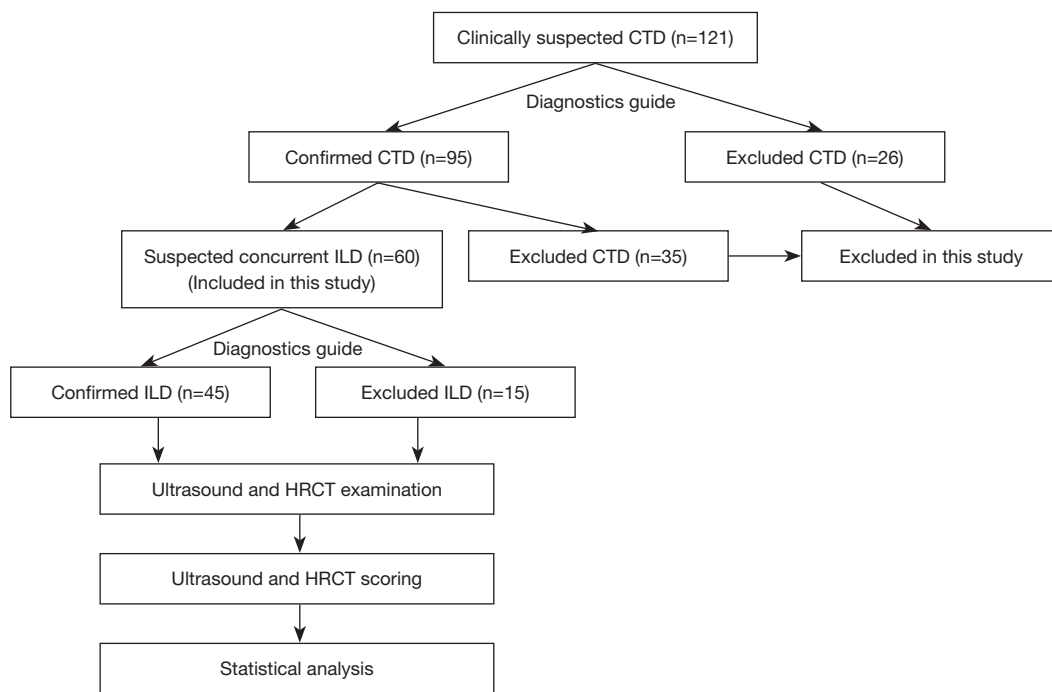 Clinically suspected CTD (n=121)
Diagnostics guide
Confirmed CTD (n=95)
Excluded CTD (n=26)
Suspected concurrent ILD (n=60)
(Included in this study)
Excluded CTD (n=35)
Excluded in this study
Diagnostics guide
Confirmed ILD (n=45)
Excluded ILD (n=15)
Ultrasound and HRCT examination
Ultrasound and HRCT scoring
Statistical analysis